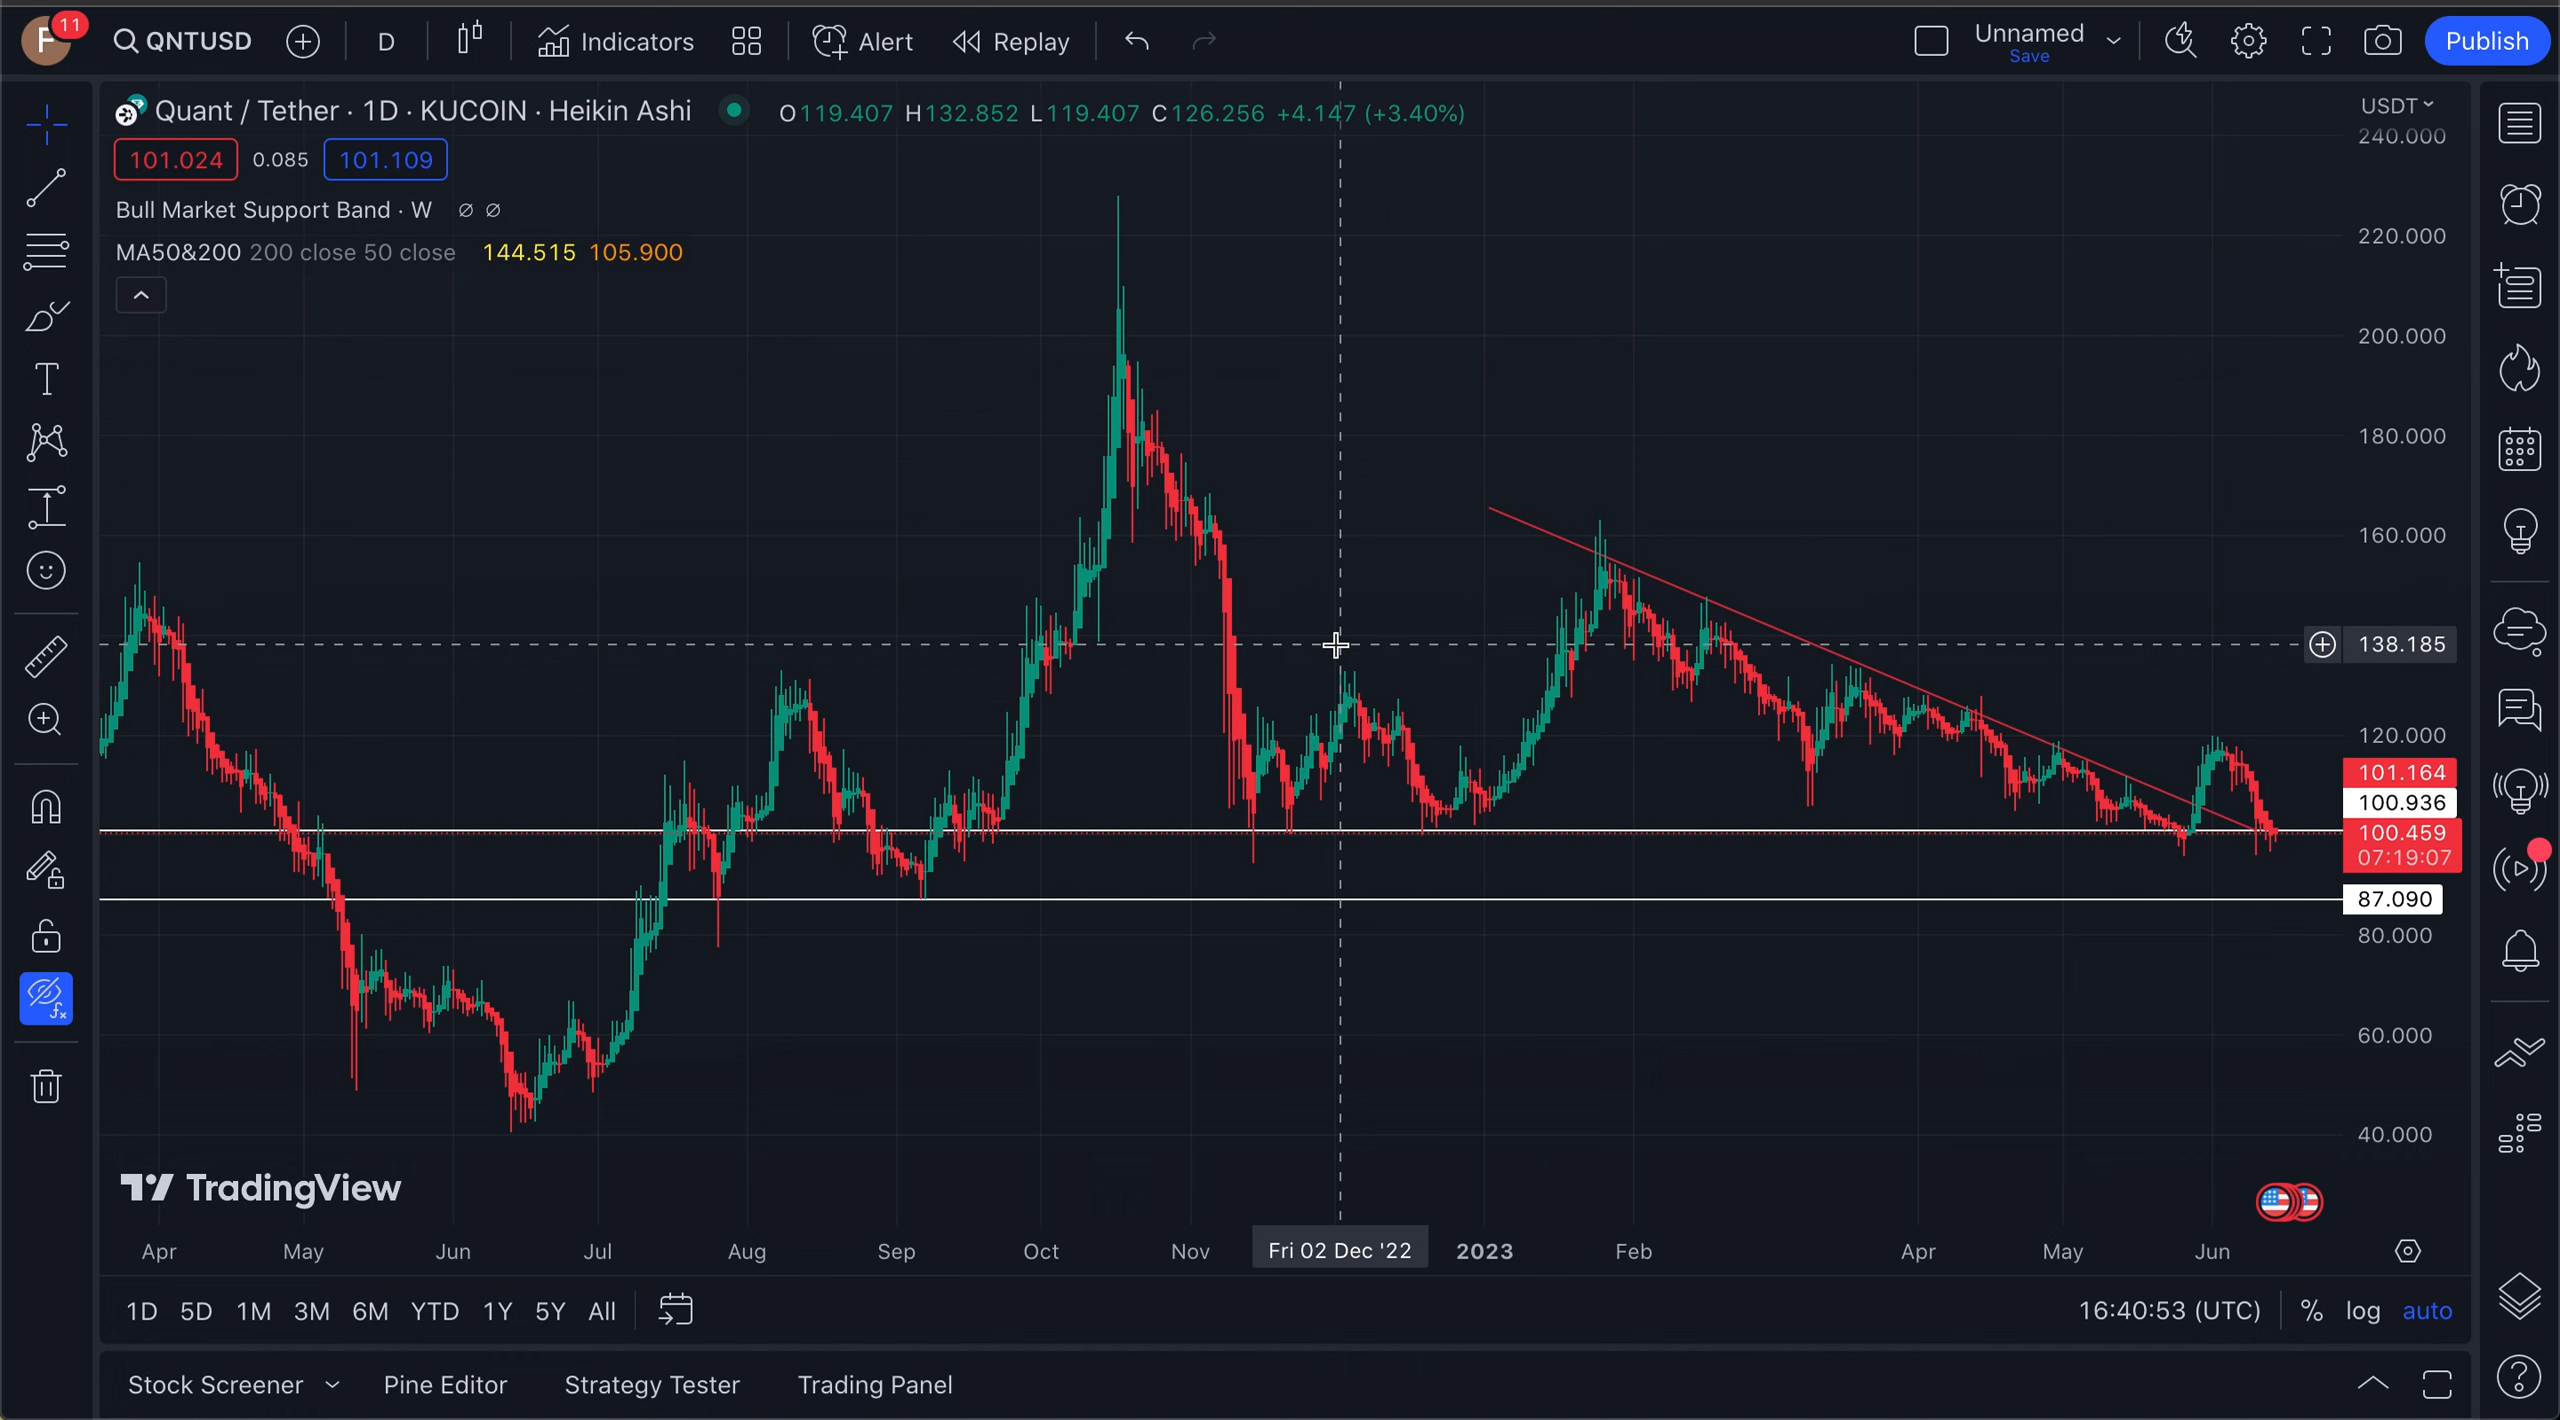 F 11 QNTUSD D Indicators Alert Replay Unnamed Save Publish
Quant / Tether · 1D · KUCOIN · Heikin Ashi O119.407 H132.852 L119.407 C126.256 +4.147 (+3.40%)
101.024 0.085 101.109
Bull Market Support Band · W ∅ ∅
MA50&200 200 close 50 close 144.515 105.900
USDT
240.000
220.000
200.000
180.000
160.000
138.185
120.000
101.164
100.936
100.459
07:19:07
87.090
80.000
60.000
40.000
TradingView
Apr May Jun Jul Aug Sep Oct Nov Fri 02 Dec '22 2023 Feb Apr May Jun
1D 5D 1M 3M 6M YTD 1Y 5Y All 16:40:53 (UTC) % log auto
Stock Screener Pine Editor Strategy Tester Trading Panel